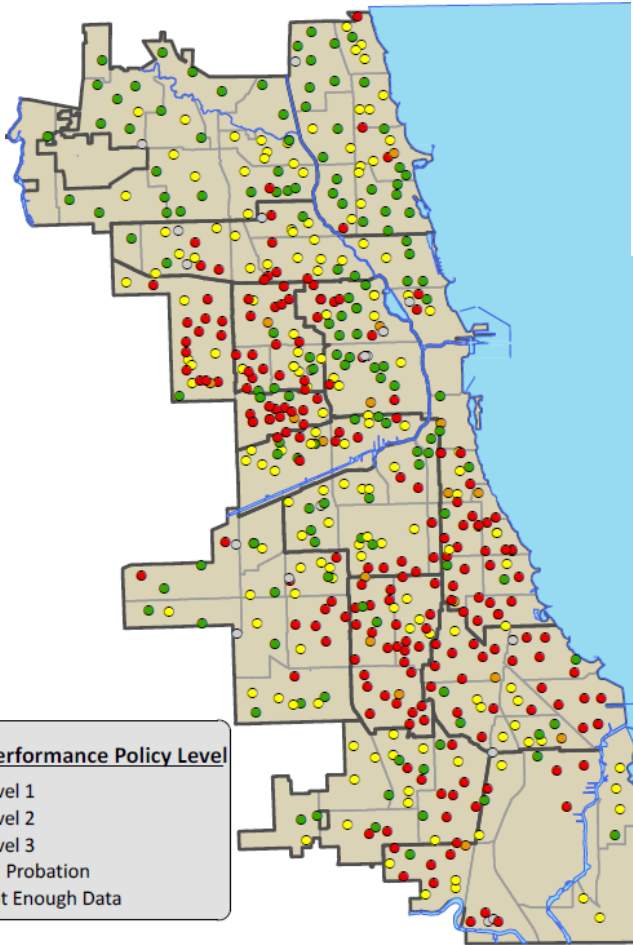 erformance Policy Level
vel 1
vel 2
vel 3
Probation
t Enough Data